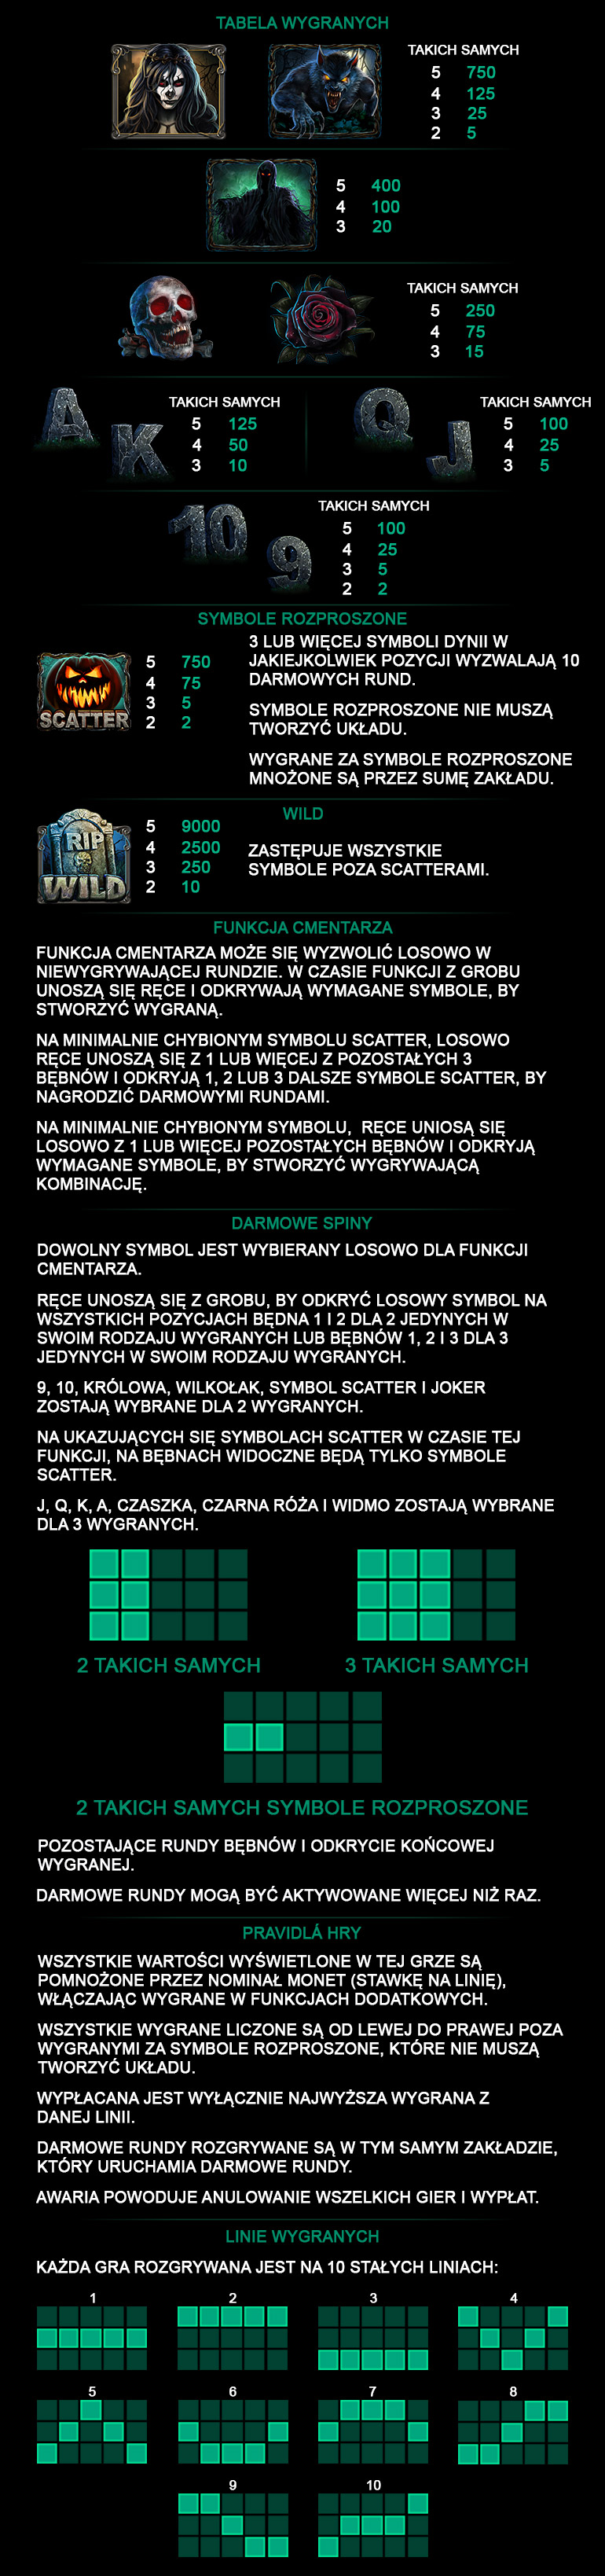 TABELA WYGRANYCH
TAKICH SAMYCH
5 750
4 125
3 25
2 5
5 400
4 100
3 20
TAKICH SAMYCH
5 250
4 75
3 15
A K
TAKICH SAMYCH
5 125
4 50
3 10
Q J
TAKICH SAMYCH
5 100
4 25
3 5
10 9
TAKICH SAMYCH
5 100
4 25
3 5
2 2
SYMBOLE ROZPROSZONE
SCATTER
5 750
4 75
3 5
2 2
3 LUB WIĘCEJ SYMBOLI DYNII W
JAKIEJKOLWIEK POZYCJI WYZWALAJĄ 10
DARMOWYCH RUND.
SYMBOLE ROZPROSZONE NIE MUSZĄ
TWORZYĆ UKŁADU.
WYGRANE ZA SYMBOLE ROZPROSZONE
MNOŻONE SĄ PRZEZ SUMĘ ZAKŁADU.
WILD
RIP
WILD
5 9000
4 2500
3 250
2 10
ZASTĘPUJE WSZYSTKIE
SYMBOLE POZA SCATTERAMI.
FUNKCJA CMENTARZA
FUNKCJA CMENTARZA MOŻE SIĘ WYZWOLIĆ LOSOWO W
NIEWYGRYWAJĄCEJ RUNDZIE. W CZASIE FUNKCJI Z GROBU
UNOSZĄ SIĘ RĘCE I ODKRYWAJĄ WYMAGANE SYMBOLE, BY
STWORZYĆ WYGRANĄ.
NA MINIMALNIE CHYBIONYM SYMBOLU SCATTER, LOSOWO
RĘCE UNOSZĄ SIĘ Z 1 LUB WIĘCEJ Z POZOSTAŁYCH 3
BĘBNÓW I ODKRYJĄ 1, 2 LUB 3 DALSZE SYMBOLE SCATTER, BY
NAGRODZIĆ DARMOWYMI RUNDAMI.
NA MINIMALNIE CHYBIONYM SYMBOLU, RĘCE UNIOSĄ SIĘ
LOSOWO Z 1 LUB WIĘCEJ POZOSTAŁYCH BĘBNÓW I ODKRYJĄ
WYMAGANE SYMBOLE, BY STWORZYĆ WYGRYWAJĄCĄ
KOMBINACJĘ.
DARMOWE SPINY
DOWOLNY SYMBOL JEST WYBIERANY LOSOWO DLA FUNKCJI
CMENTARZA.
RĘCE UNOSZĄ SIĘ Z GROBU, BY ODKRYĆ LOSOWY SYMBOL NA
WSZYSTKICH POZYCJACH BĘDNA 1 I 2 DLA 2 JEDYNYCH W
SWOIM RODZAJU WYGRANYCH LUB BĘBNÓW 1, 2 I 3 DLA 3
JEDYNYCH W SWOIM RODZAJU WYGRANYCH.
9, 10, KRÓLOWA, WILKOŁAK, SYMBOL SCATTER I JOKER
ZOSTAJĄ WYBRANE DLA 2 WYGRANYCH.
NA UKAZUJĄCYCH SIĘ SYMBOLACH SCATTER W CZASIE TEJ
FUNKCJI, NA BĘBNACH WIDOCZNE BĘDĄ TYLKO SYMBOLE
SCATTER.
J, Q, K, A, CZASZKA, CZARNA RÓŻA I WIDMO ZOSTAJĄ WYBRANE
DLA 3 WYGRANYCH.
2 TAKICH SAMYCH 3 TAKICH SAMYCH
2 TAKICH SAMYCH SYMBOLE ROZPROSZONE
POZOSTAJĄCE RUNDY BĘBNÓW I ODKRYCIE KOŃCOWEJ
WYGRANEJ.
DARMOWE RUNDY MOGĄ BYĆ AKTYWOWANE WIĘCEJ NIŻ RAZ.
PRAVIDLÁ HRY
WSZYSTKIE WARTOŚCI WYŚWIETLONE W TEJ GRZE SĄ
POMNOŻONE PRZEZ NOMINAŁ MONET (STAWKĘ NA LINIĘ),
WŁĄCZAJĄC WYGRANE W FUNKCJACH DODATKOWYCH.
WSZYSTKIE WYGRANE LICZONE SĄ OD LEWEJ DO PRAWEJ POZA
WYGRANYMI ZA SYMBOLE ROZPROSZONE, KTÓRE NIE MUSZĄ
TWORZYĆ UKŁADU.
WYPŁACANA JEST WYŁĄCZNIE NAJWYŻSZA WYGRANA Z
DANEJ LINII.
DARMOWE RUNDY ROZGRYWANE SĄ W TYM SAMYM ZAKŁADZIE,
KTÓRY URUCHAMIA DARMOWE RUNDY.
AWARIA POWODUJE ANULOWANIE WSZELKICH GIER I WYPŁAT.
LINIE WYGRANYCH
KAŻDA GRA ROZGRYWANA JEST NA 10 STAŁYCH LINIACH:
1 2 3 4
5 6 7 8
9 10